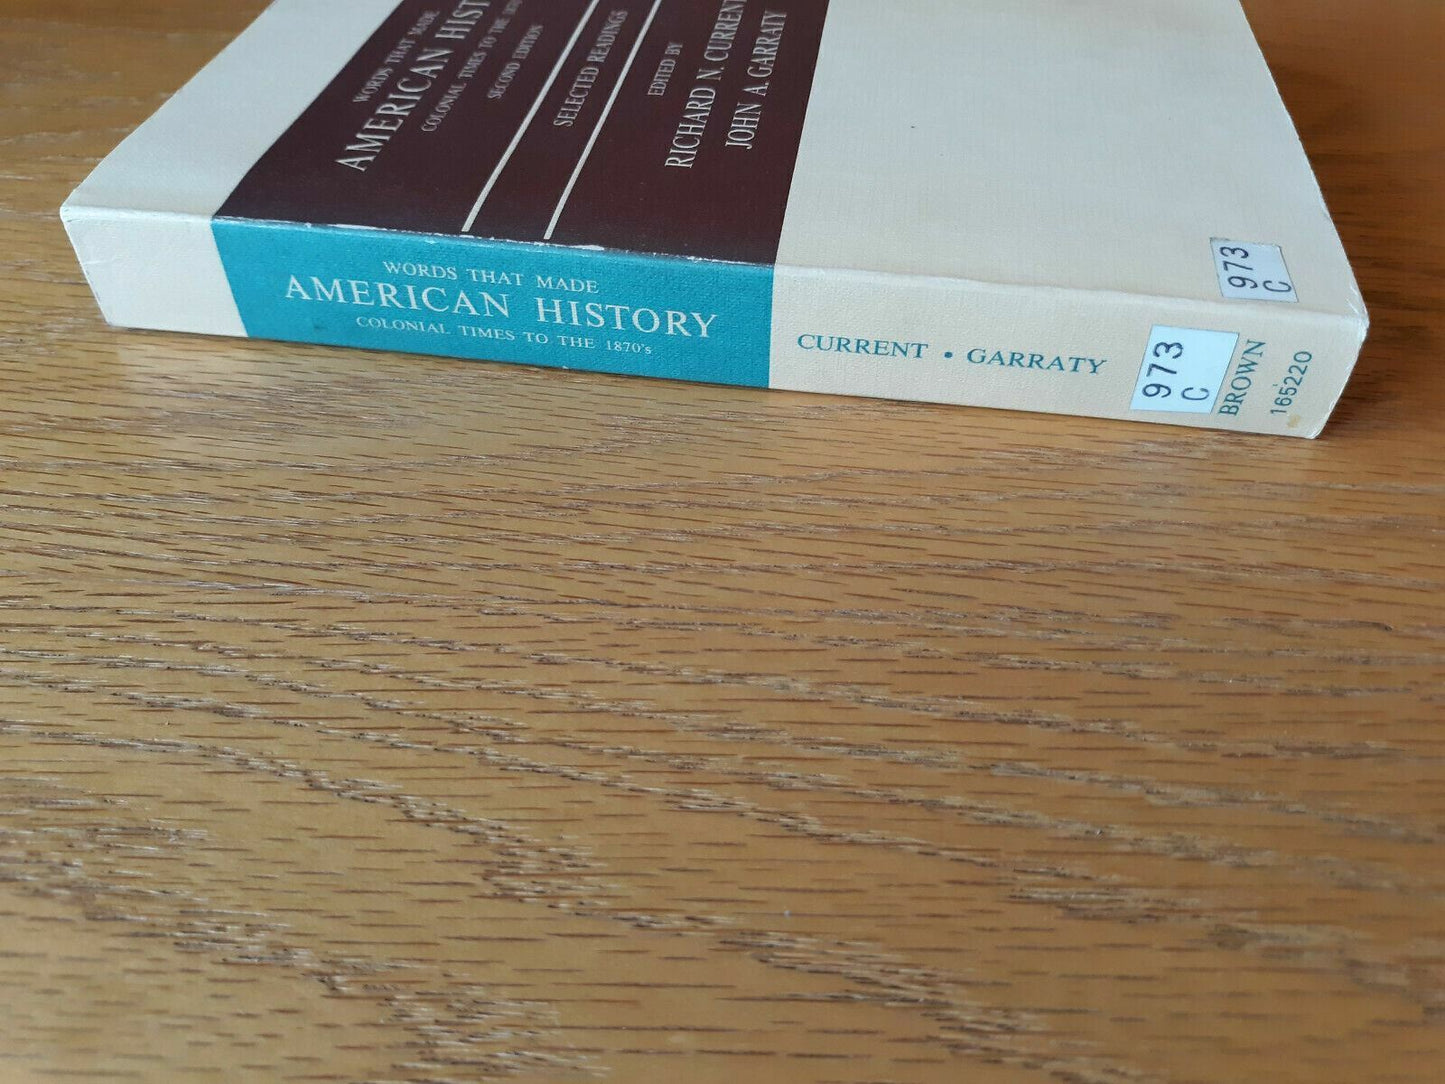 WORDS THAT MADE
AMERICAN HIST
COLONIAL TIMES TO THE
SECOND EDITION
SELECTED READINGS
EDITED BY
RICHARD N. CURRENT
JOHN A. GARRATY
973
C
WORDS THAT MADE
AMERICAN HISTORY
COLONIAL TIMES TO THE 1870's
CURRENT • GARRATY
973
C
BROWN
165220